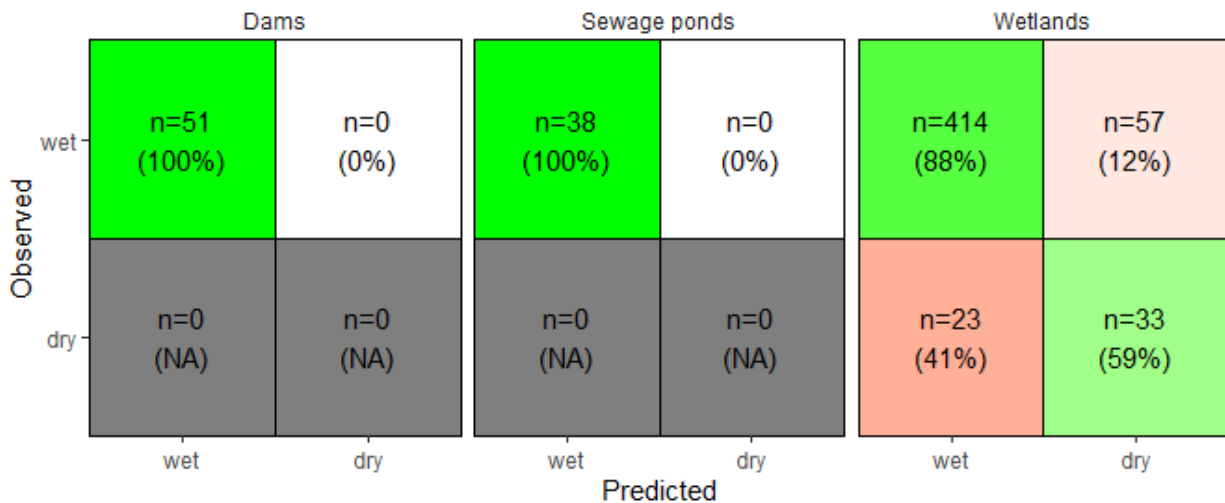 Dams
Sewage ponds
Wetlands
Observed
wet
n=51
(100%)
n=0
(0%)
n=38
(100%)
n=0
(0%)
n=414
(88%)
n=57
(12%)
dry
n=0
(NA)
n=0
(NA)
n=0
(NA)
n=0
(NA)
n=23
(41%)
n=33
(59%)
wet
dry
wet
dry
wet
dry
Predicted